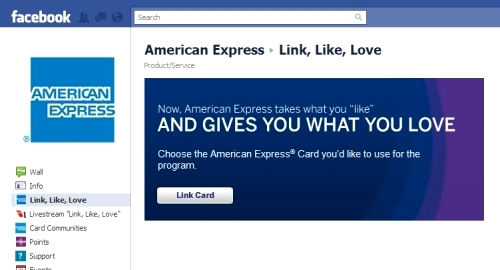 facebook
Search
American Express ▸ Link, Like, Love
Product/Service
AMERICAN
EXPRESS
®
Now, American Express takes what you "like"
AND GIVES YOU WHAT YOU LOVE
Choose the American Express® Card you'd like to use for the
program.
Link Card
Wall
Info
Link, Like, Love
Livestream "Link, Like, Love"
Card Communities
Points
Support
Events